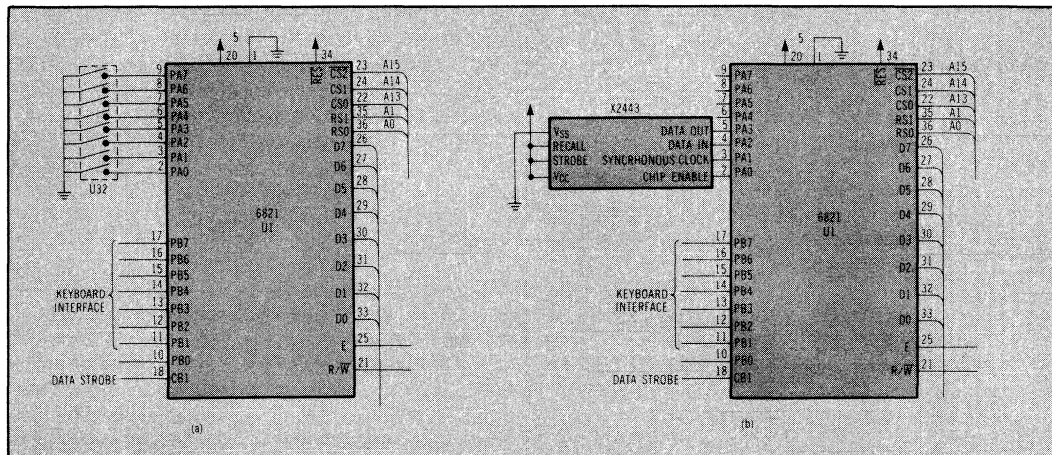 5
20 1
34
RES
9 PA7
8 PA6
7 PA5
6 PA4
5 PA3
4 PA2
3 PA1
2 PA0
U32
CS2 23 A15
CS1 24 A14
CS0 22 A13
RS1 35 A1
RS0 36 A0
D7 26
D6 27
D5 28
D4 29
D3 30
D2 31
D1 32
D0 33
E 25
R/W 21
6821
U1
17 PB7
16 PB6
15 PB5
14 PB4
13 PB3
12 PB2
11 PB1
10 PB0
18 CB1
KEYBOARD
INTERFACE
DATA STROBE
(a)
X2443
VSS DATA OUT
RECALL DATA IN
STROBE SYNCRHONOUS CLOCK
VCC CHIP ENABLE
5
20 1
34
RES
9 PA7
8 PA6
7 PA5
6 PA4
5 PA3
4 PA2
3 PA1
2 PA0
CS2 23 A15
CS1 24 A14
CS0 22 A13
RS1 35 A1
RS0 36 A0
D7 26
D6 27
D5 28
D4 29
D3 30
D2 31
D1 32
D0 33
E 25
R/W 21
6821
U1
17 PB7
16 PB6
15 PB5
14 PB4
13 PB3
12 PB2
11 PB1
10 PB0
18 CB1
KEYBOARD
INTERFACE
DATA STROBE
(b)